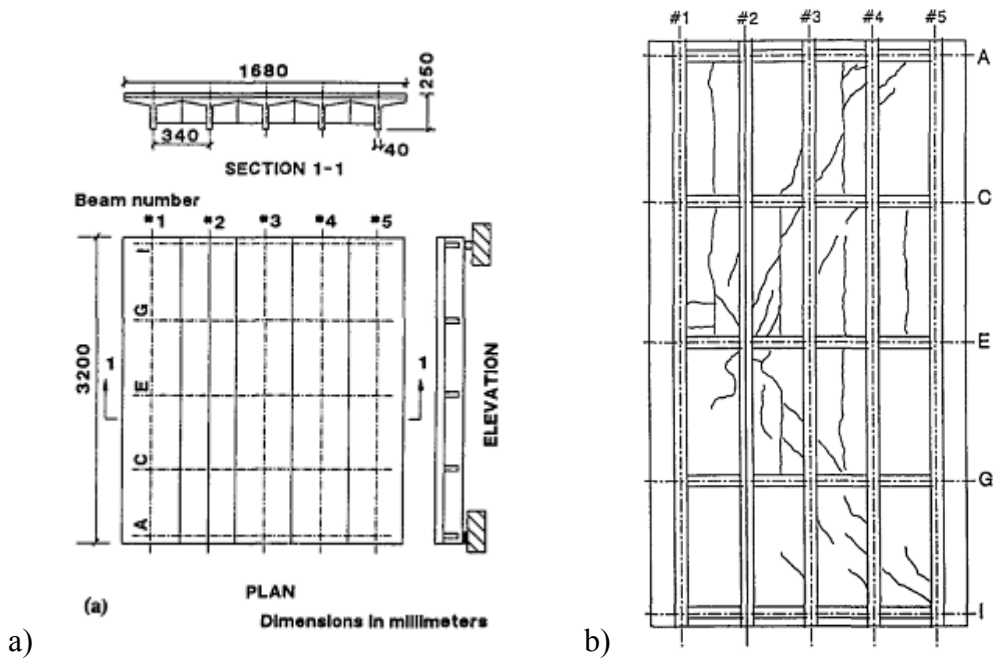 1680
250
340
40
SECTION 1-1
Beam number
#1 #2 #3 #4 #5
I
G
3200
1
E
1
C
A
ELEVATION
PLAN
(a)
Dimensions in millimeters
a)
#1 #2 #3 #4 #5
A
C
E
G
I
b)